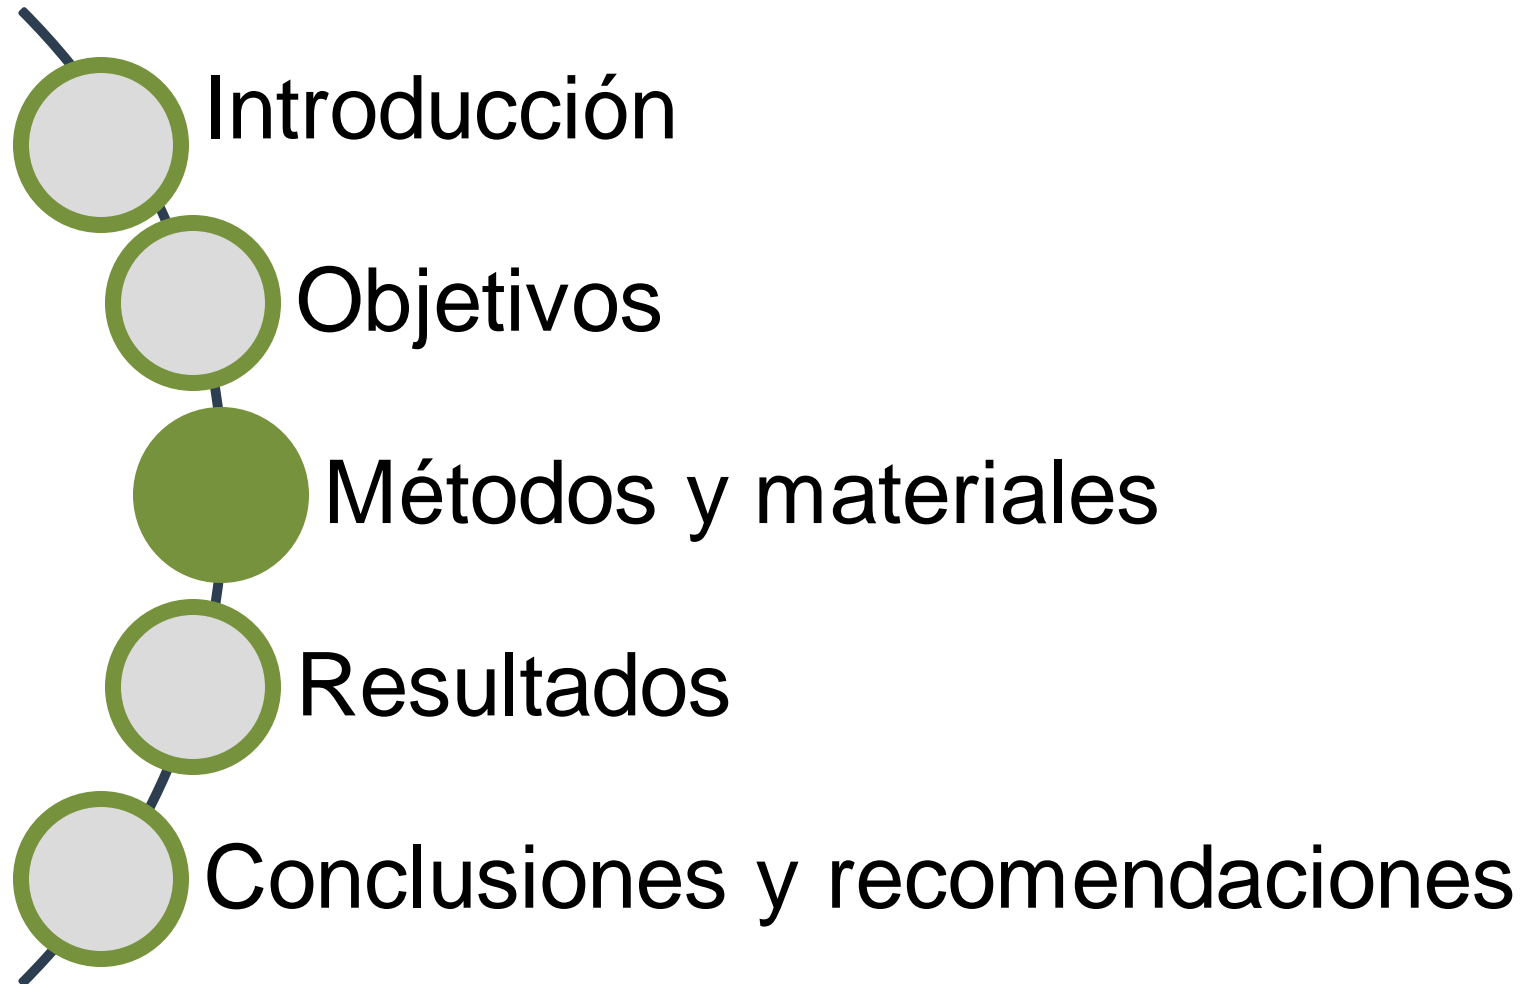 Introducción
Objetivos
Métodos y materiales
Resultados
Conclusiones y recomendaciones